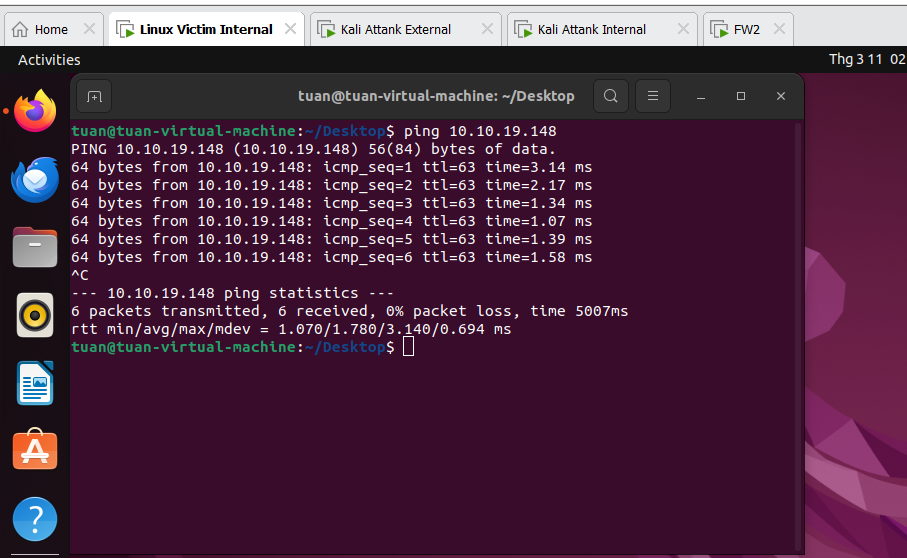 Home
Linux Victim Internal
Kali Attank External
Kali Attank Internal
FW2
Activities
Thg 3 11 02
tuan@tuan-virtual-machine: ~/Desktop
tuan@tuan-virtual-machine:~/Desktop$ ping 10.10.19.148
PING 10.10.19.148 (10.10.19.148) 56(84) bytes of data.
64 bytes from 10.10.19.148: icmp_seq=1 ttl=63 time=3.14 ms
64 bytes from 10.10.19.148: icmp_seq=2 ttl=63 time=2.17 ms
64 bytes from 10.10.19.148: icmp_seq=3 ttl=63 time=1.34 ms
64 bytes from 10.10.19.148: icmp_seq=4 ttl=63 time=1.07 ms
64 bytes from 10.10.19.148: icmp_seq=5 ttl=63 time=1.39 ms
64 bytes from 10.10.19.148: icmp_seq=6 ttl=63 time=1.58 ms
^C
--- 10.10.19.148 ping statistics ---
6 packets transmitted, 6 received, 0% packet loss, time 5007ms
rtt min/avg/max/mdev = 1.070/1.780/3.140/0.694 ms
tuan@tuan-virtual-machine:~/Desktop$